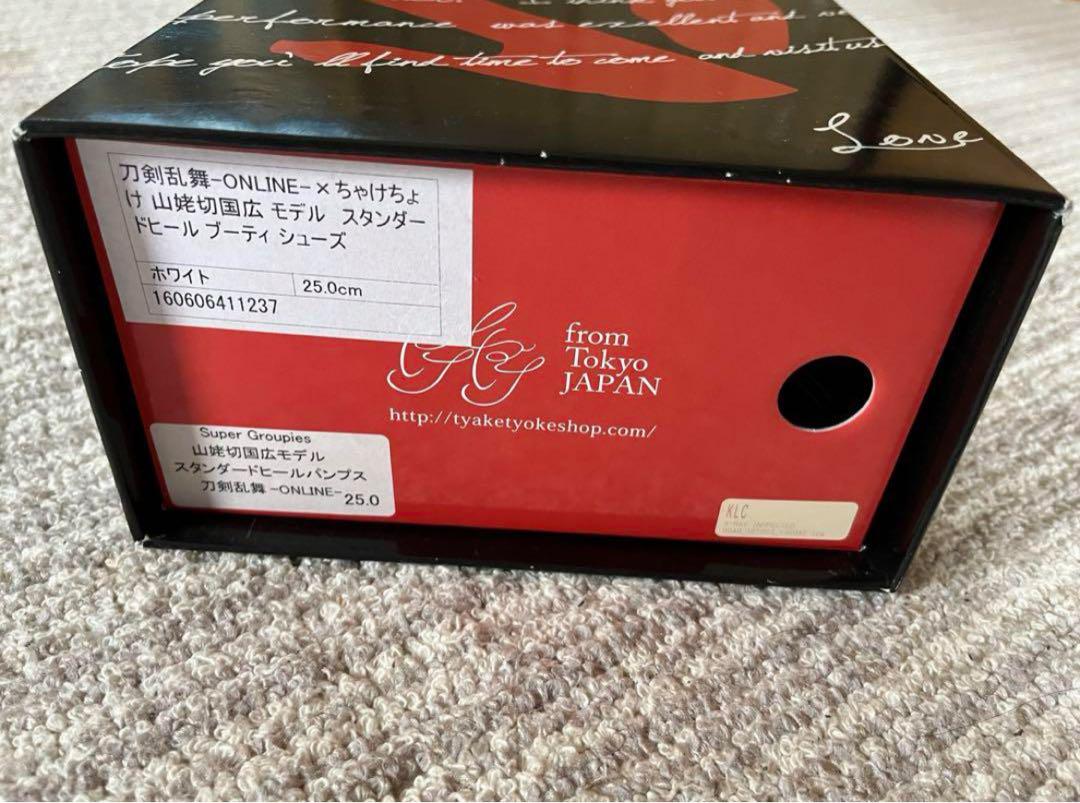 performance was excellent and
hope you'll find time to come and visit us
Love
刀剣乱舞-ONLINE-×ちゃけちょ
け 山姥切国広 モデル スタンダー
ドヒール ブーティ シューズ
ホワイト
25.0cm
160606411237
from
Tokyo
JAPAN
http://tyaketyokeshop.com/
Super Groupies
山姥切国広モデル
スタンダードヒールパンプス
刀剣乱舞-ONLINE- 25.0
KLC